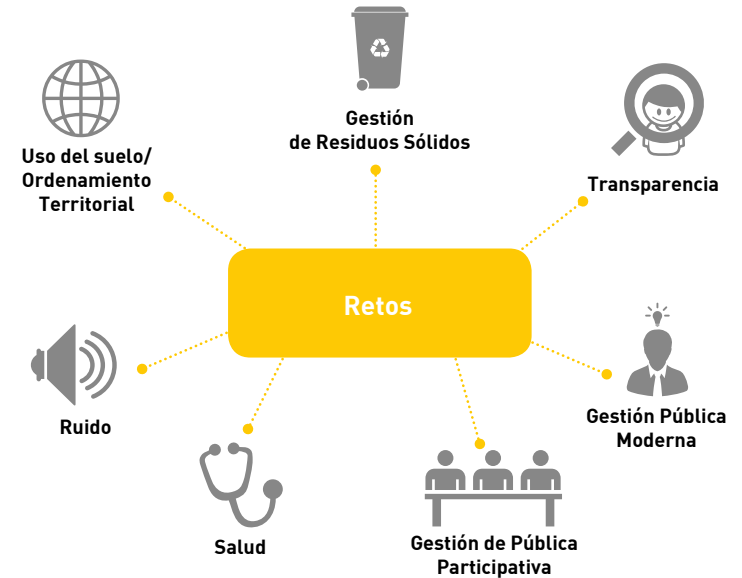 Gestión
de Residuos Sólidos
Uso del suelo/
Ordenamiento
Territorial
Transparencia
Retos
Ruido
Gestión Pública
Moderna
Salud
Gestión de Pública
Participativa